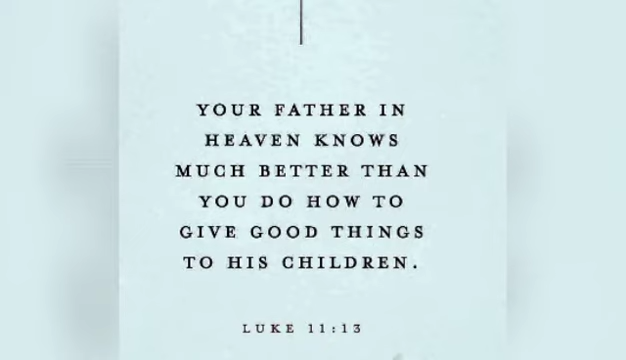 YOUR FATHER IN
HEAVEN KNOWS
MUCH BETTER THAN
YOU DO HOW TO
GIVE GOOD THINGS
TO HIS CHILDREN.
LUKE 11:13